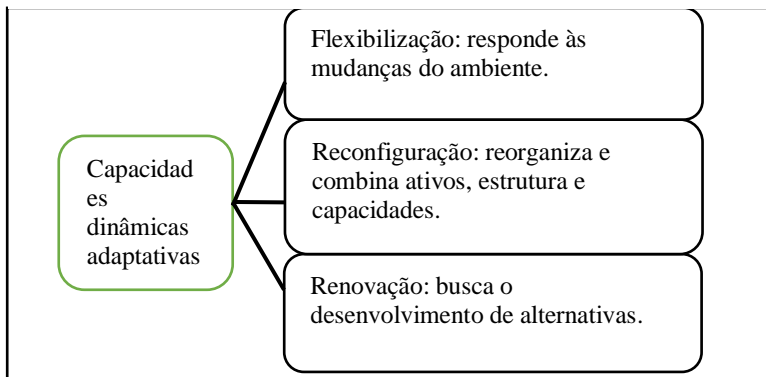 Flexibilização: responde às
mudanças do ambiente.
Capacidad
es
dinâmicas
adaptativas
Reconfiguração: reorganiza e
combina ativos, estrutura e
capacidades.
Renovação: busca o
desenvolvimento de alternativas.